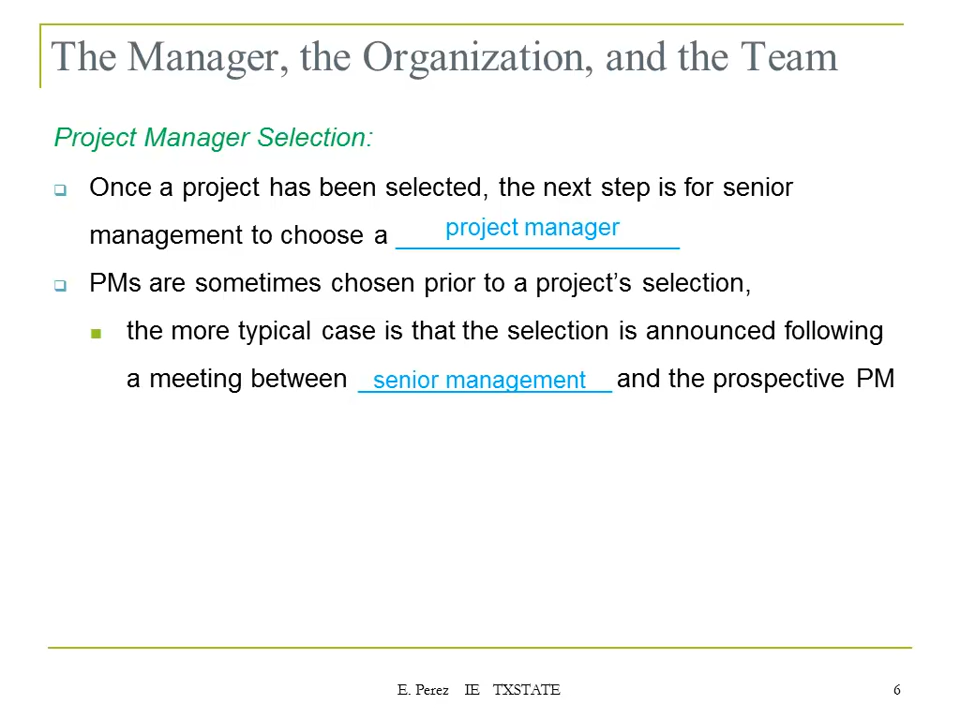 The Manager, the Organization, and the Team
Project Manager Selection:
Once a project has been selected, the next step is for senior
management to choose a project manager
PMs are sometimes chosen prior to a project’s selection,
the more typical case is that the selection is announced following
a meeting between senior management and the prospective PM
E. Perez IE TXSTATE 6